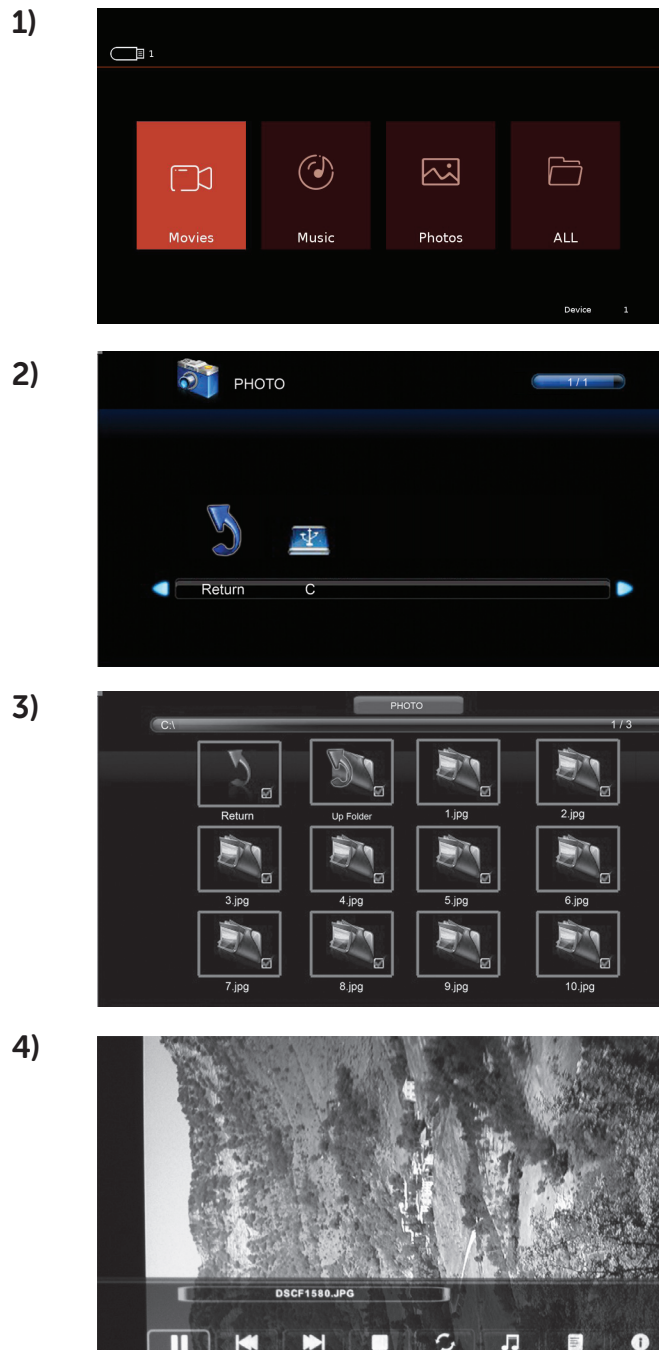 1)
1
Movies Music Photos ALL
Device 1
2)
PHOTO 1 / 1
Return C
3)
PHOTO
C:\ 1 / 3
Return Up Folder 1.jpg 2.jpg
3.jpg 4.jpg 5.jpg 6.jpg
7.jpg 8.jpg 9.jpg 10.jpg
4)
DSCF1580.JPG